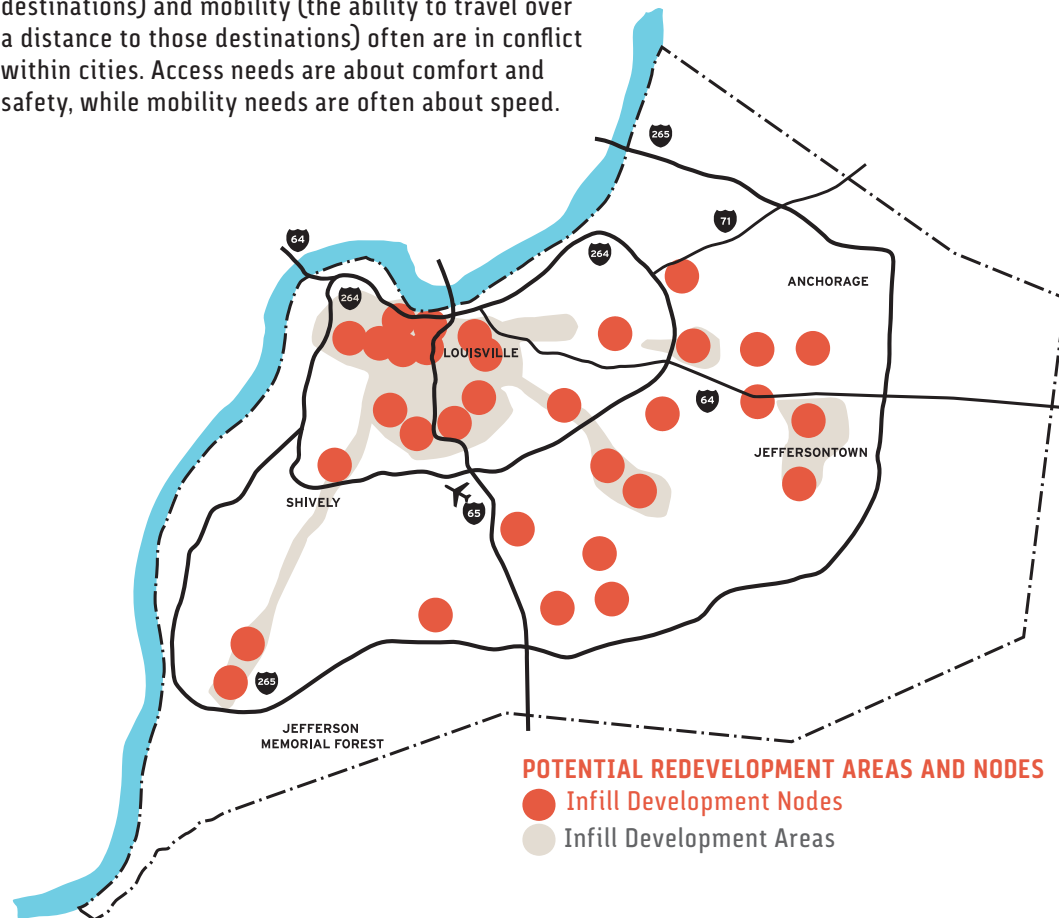 destinations) and mobility (the ability to travel over
a distance to those destinations) often are in conflict
within cities. Access needs are about comfort and
safety, while mobility needs are often about speed.
265
71
64
264
ANCHORAGE
264
LOUISVILLE
64
JEFFERSONTOWN
SHIVELY
65
265
JEFFERSON
MEMORIAL FOREST
POTENTIAL REDEVELOPMENT AREAS AND NODES
Infill Development Nodes
Infill Development Areas